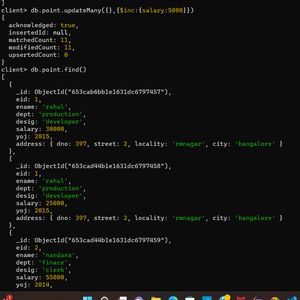 ]
client> db.point.updateMany({},{$inc:{salary:5000}})
{
acknowledged: true,
insertedId: null,
matchedCount: 11,
modifiedCount: 11,
upsertedCount: 0
}
client> db.point.find()
[
{
_id: ObjectId("653cab6bb1e1631dc6797457"),
eid: 1,
ename: 'rahul',
dept: 'production',
desig: 'developer',
salary: 30000,
yoj: 2015,
address: { dno: 397, street: 2, locality: 'rmnagar', city: 'bangalore' }
},
{
_id: ObjectId("653cad44b1e1631dc6797458"),
eid: 1,
ename: 'rahul',
dept: 'production',
desig: 'developer',
salary: 25000,
yoj: 2015,
address: { dno: 397, street: 2, locality: 'rmnagar', city: 'bangalore' }
},
{
_id: ObjectId("653cad44b1e1631dc6797459"),
eid: 2,
ename: 'nandana',
dept: 'finace',
desig: 'clerk',
salary: 55000,
yoj: 2014,